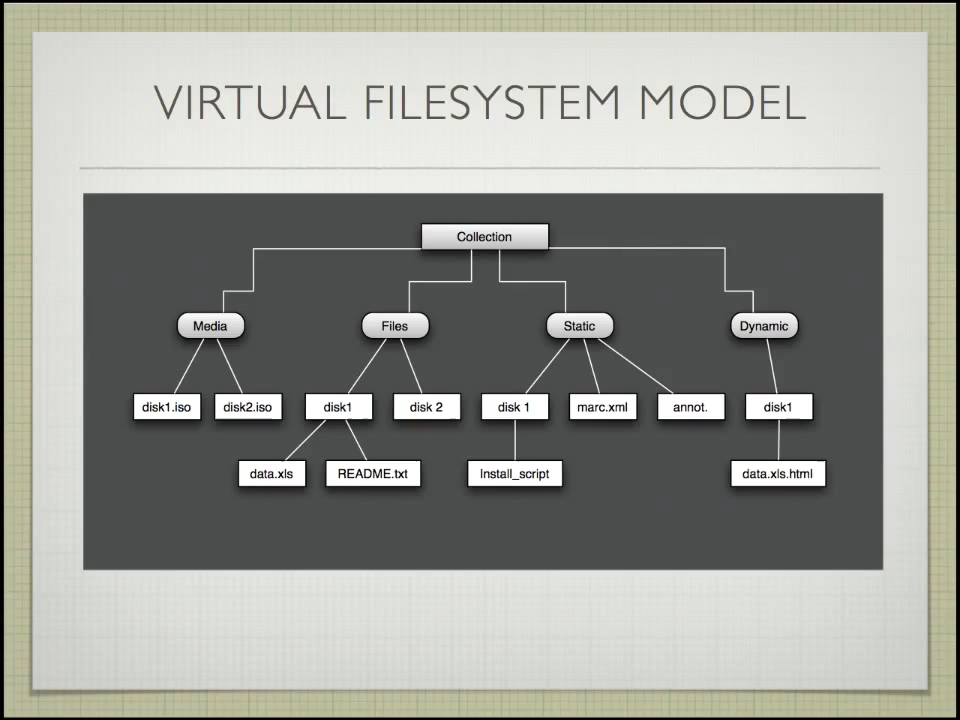 VIRTUAL FILESYSTEM MODEL
Collection
Media Files Static Dynamic
disk1.iso disk2.iso disk1 disk 2 disk 1 marc.xml annot. disk1
data.xls README.txt Install_script data.xls.html